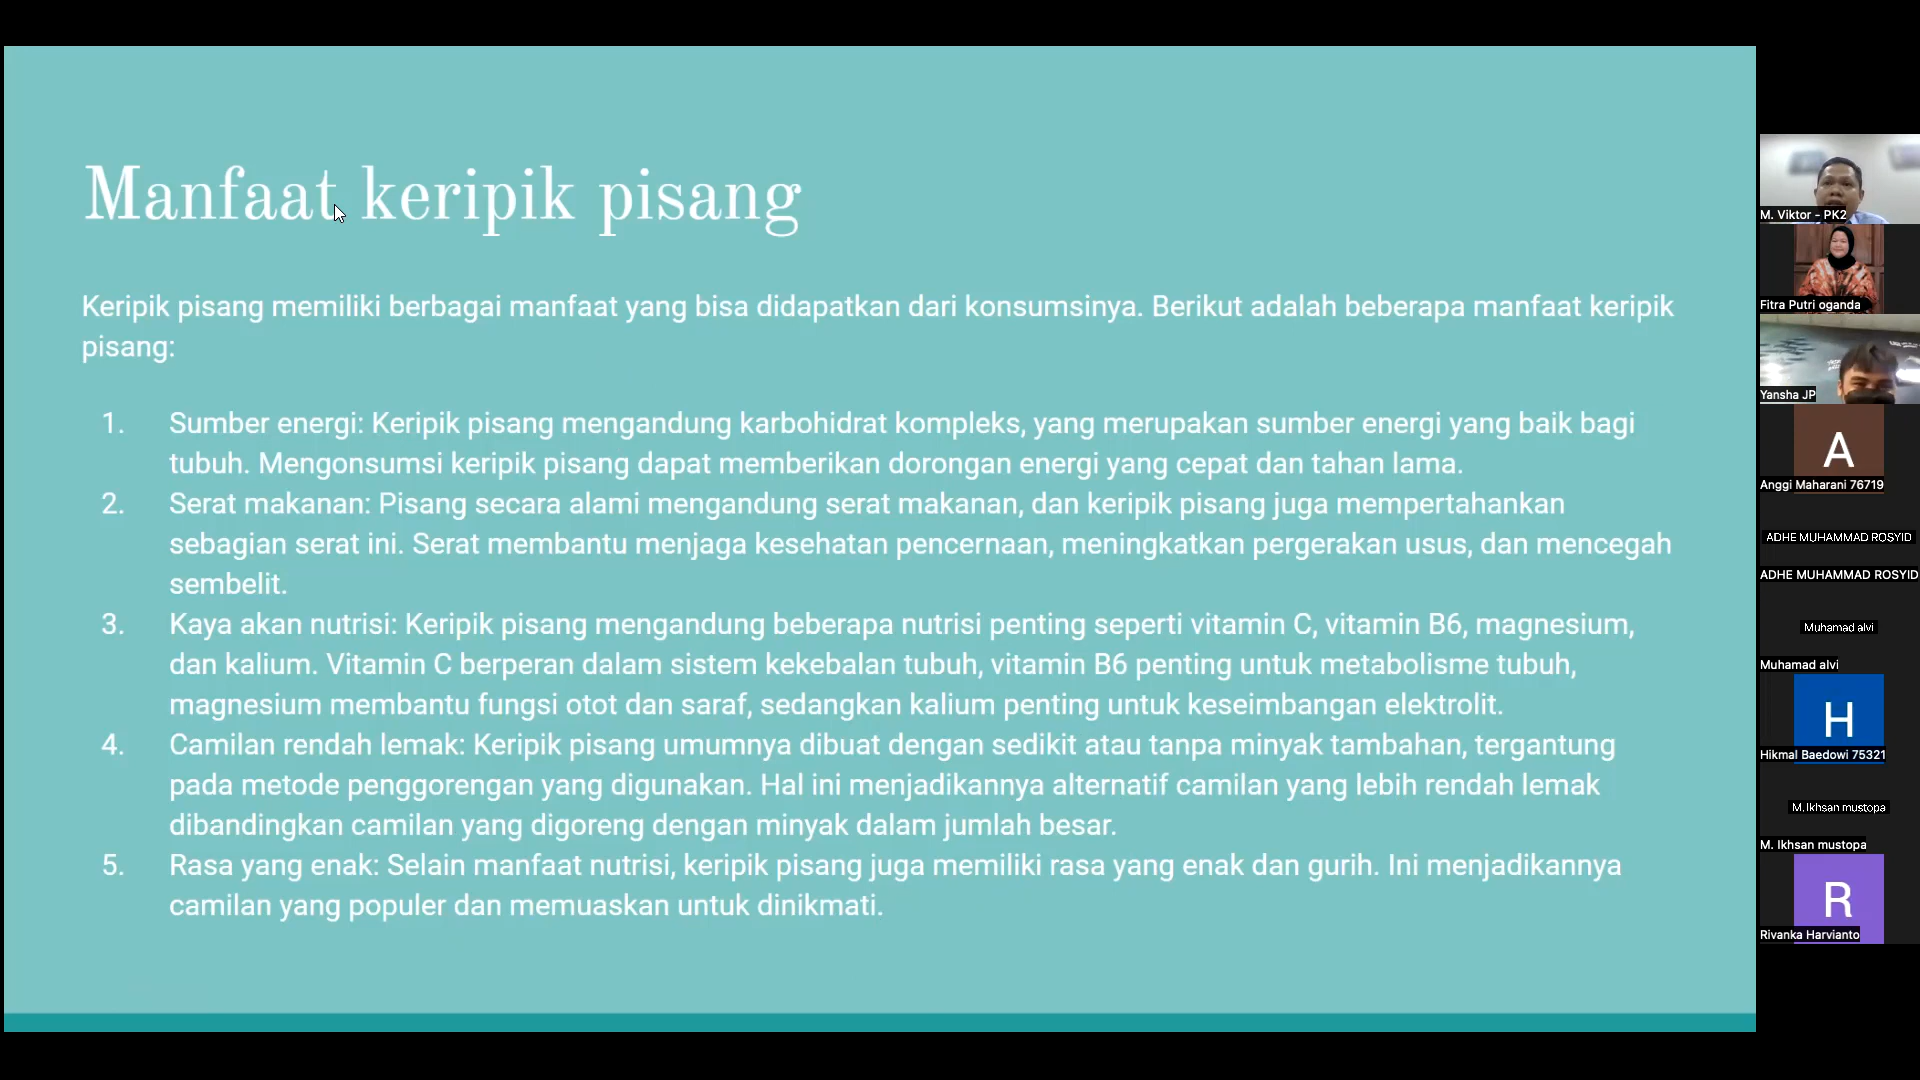 Manfaat keripik pisang
Keripik pisang memiliki berbagai manfaat yang bisa didapatkan dari konsumsinya. Berikut adalah beberapa manfaat keripik
pisang:
1. Sumber energi: Keripik pisang mengandung karbohidrat kompleks, yang merupakan sumber energi yang baik bagi
tubuh. Mengonsumsi keripik pisang dapat memberikan dorongan energi yang cepat dan tahan lama.
2. Serat makanan: Pisang secara alami mengandung serat makanan, dan keripik pisang juga mempertahankan
sebagian serat ini. Serat membantu menjaga kesehatan pencernaan, meningkatkan pergerakan usus, dan mencegah
sembelit.
3. Kaya akan nutrisi: Keripik pisang mengandung beberapa nutrisi penting seperti vitamin C, vitamin B6, magnesium,
dan kalium. Vitamin C berperan dalam sistem kekebalan tubuh, vitamin B6 penting untuk metabolisme tubuh,
magnesium membantu fungsi otot dan saraf, sedangkan kalium penting untuk keseimbangan elektrolit.
4. Camilan rendah lemak: Keripik pisang umumnya dibuat dengan sedikit atau tanpa minyak tambahan, tergantung
pada metode penggorengan yang digunakan. Hal ini menjadikannya alternatif camilan yang lebih rendah lemak
dibandingkan camilan yang digoreng dengan minyak dalam jumlah besar.
5. Rasa yang enak: Selain manfaat nutrisi, keripik pisang juga memiliki rasa yang enak dan gurih. Ini menjadikannya
camilan yang populer dan memuaskan untuk dinikmati.
M. Viktor - PK2
Fitra Putri oganda
Yansha JP
A
Anggi Maharani 76719
ADHE MUHAMMAD ROSYID
ADHE MUHAMMAD ROSYID
Muhamad alvi
Muhamad alvi
H
Hikmal Baedowi 75321
M. Ikhsan mustopa
M. Ikhsan mustopa
R
Rivanka Harvianto